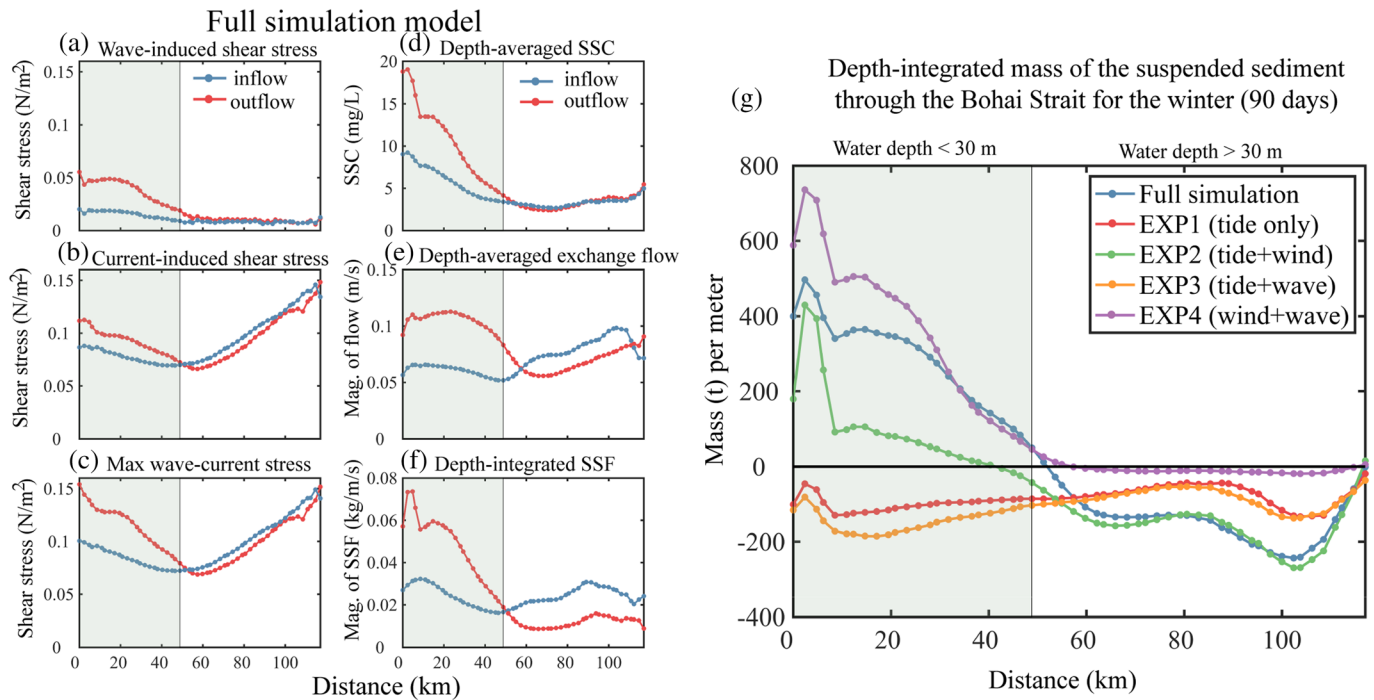 Full simulation model
(a)
Wave-induced shear stress
Shear stress (N/m²)
0.15
0.1
0.05
0
inflow
outflow
(b)
Current-induced shear stress
Shear stress (N/m²)
0.15
0.1
0.05
0
(c)
Max wave-current stress
Shear stress (N/m²)
0.15
0.1
0.05
0
0 20 40 60 80 100
(d)
Depth-averaged SSC
SSC (mg/L)
20
15
10
5
0
inflow
outflow
(e)
Depth-averaged exchange flow
Mag. of flow (m/s)
0.15
0.1
0.05
0
(f)
Depth-integrated SSF
Mag. of SSF (kg/m/s)
0.08
0.06
0.04
0.02
0
0 20 40 60 80 100
Distance (km)
Depth-integrated mass of the suspended sediment
through the Bohai Strait for the winter (90 days)
(g)
Water depth < 30 m
Water depth > 30 m
Mass (t) per meter
800
600
400
200
0
-200
-400
Full simulation
EXP1 (tide only)
EXP2 (tide+wind)
EXP3 (tide+wave)
EXP4 (wind+wave)
0 20 40 60 80 100
Distance (km)